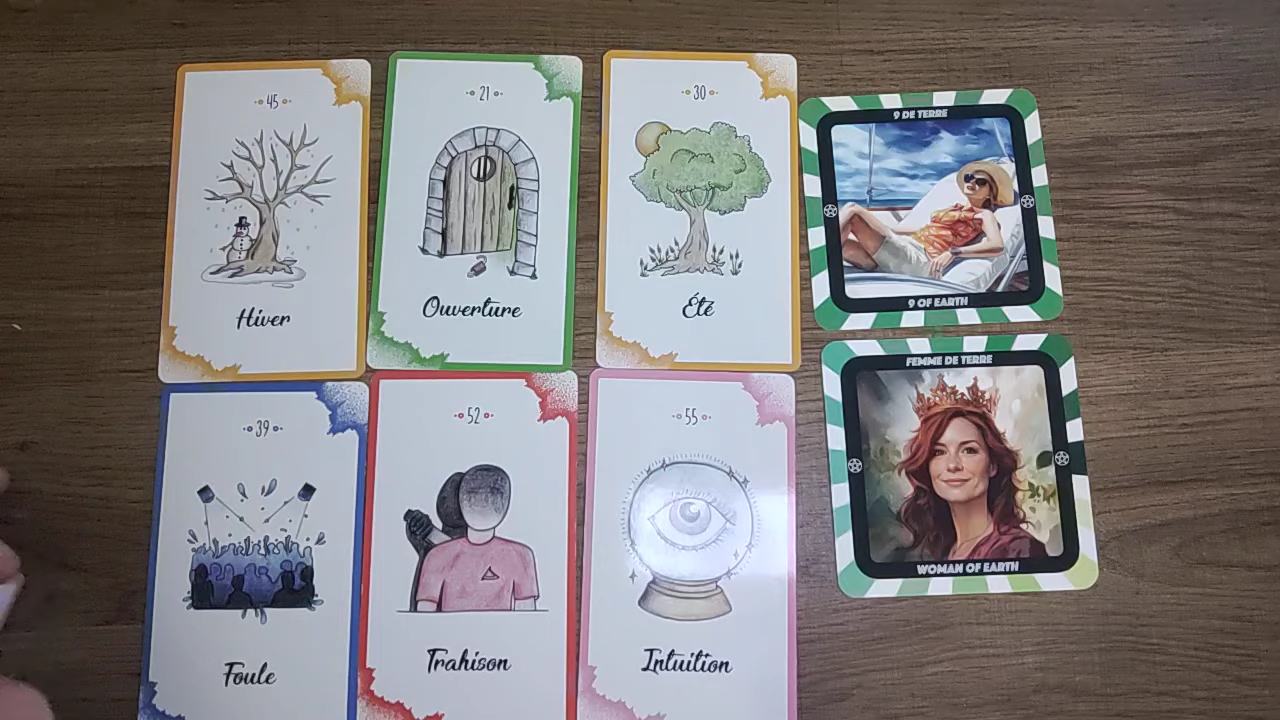 45
Hiver
21
Ouverture
30
Été
9 DE TERRE
9 OF EARTH
39
Foule
52
Trahison
55
Intuition
FEMME DE TERRE
WOMAN OF EARTH